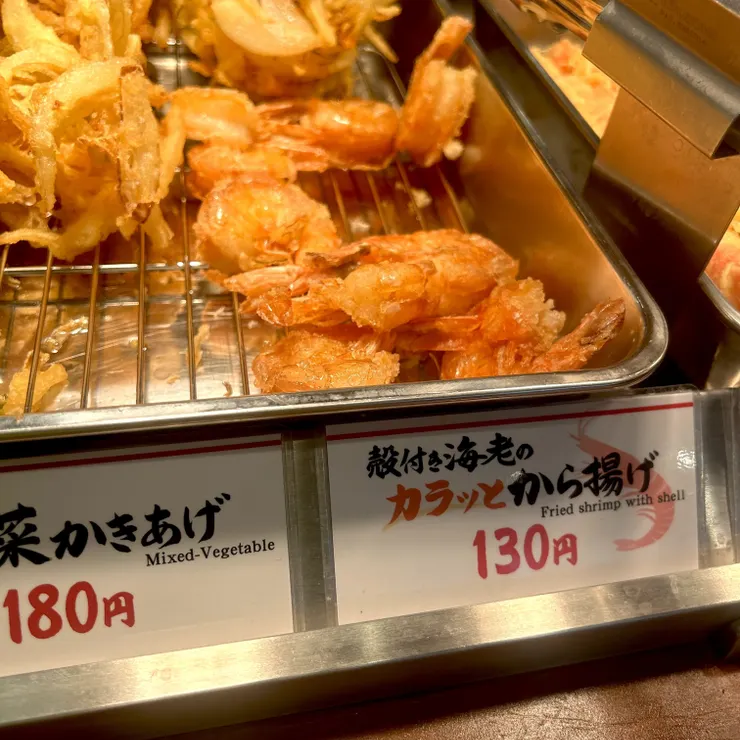 菜かきあげ
Mixed-Vegetable
180円
殻付き海老の
カラッとから揚げ
Fried shrimp with shell
130円